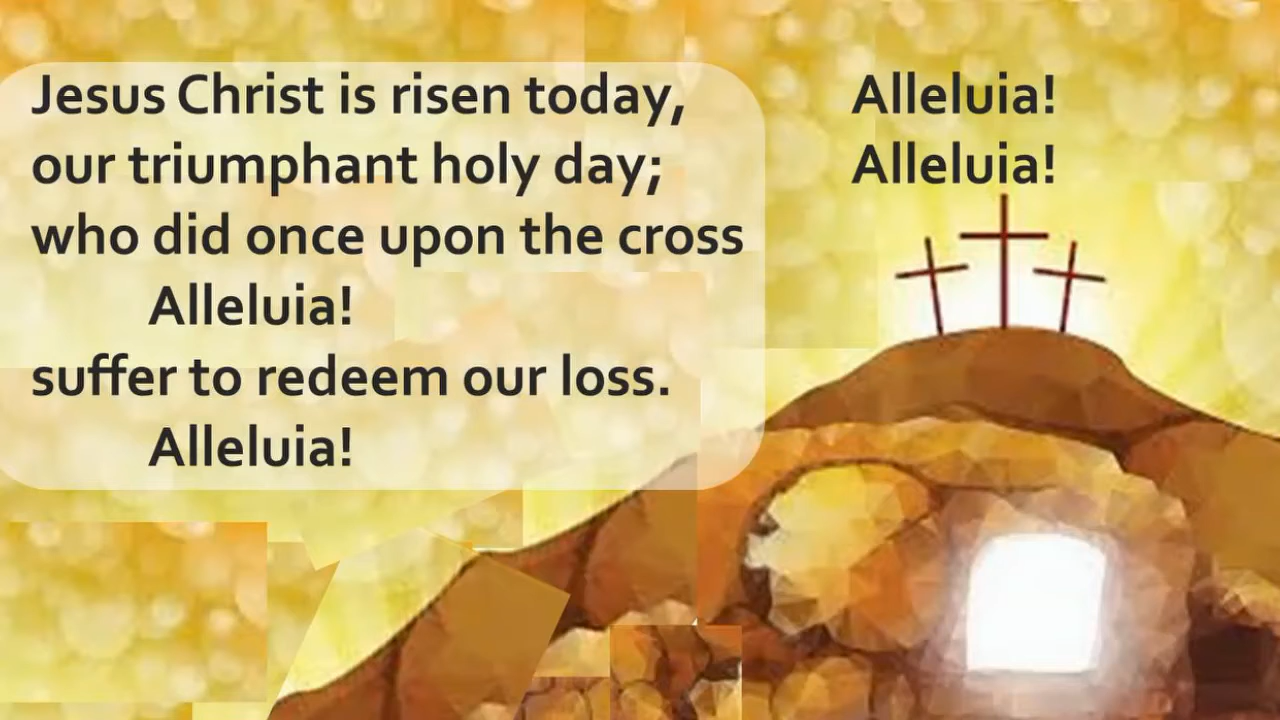 Jesus Christ is risen today, Alleluia!
our triumphant holy day; Alleluia!
who did once upon the cross
Alleluia!
suffer to redeem our loss.
Alleluia!